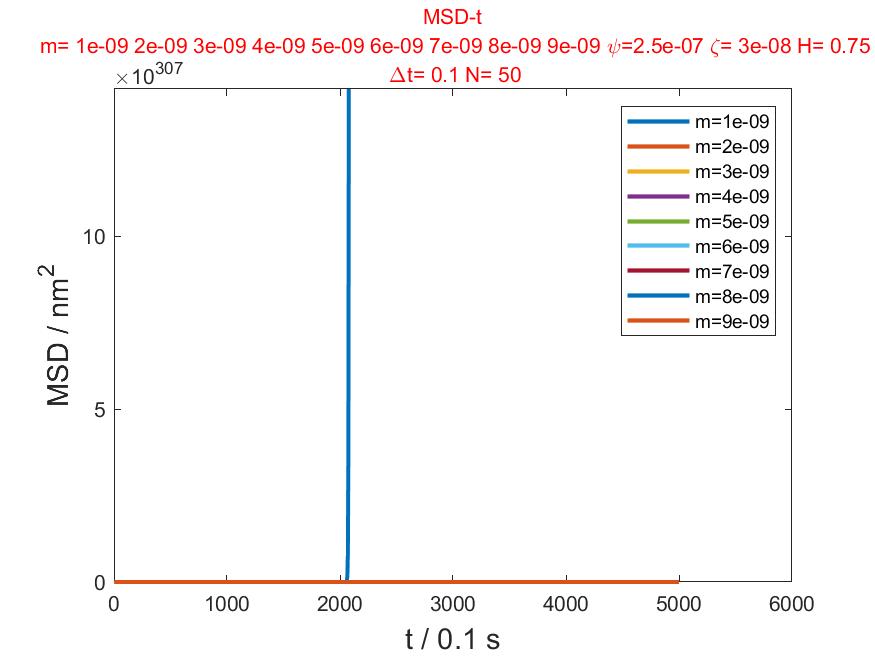 MSD-t
m= 1e-09 2e-09 3e-09 4e-09 5e-09 6e-09 7e-09 8e-09 9e-09 ψ=2.5e-07 ζ= 3e-08 H= 0.75
Δt= 0.1 N= 50
×10^307
10
5
0
MSD / nm^2
m=1e-09
m=2e-09
m=3e-09
m=4e-09
m=5e-09
m=6e-09
m=7e-09
m=8e-09
m=9e-09
0 1000 2000 3000 4000 5000 6000
t / 0.1 s